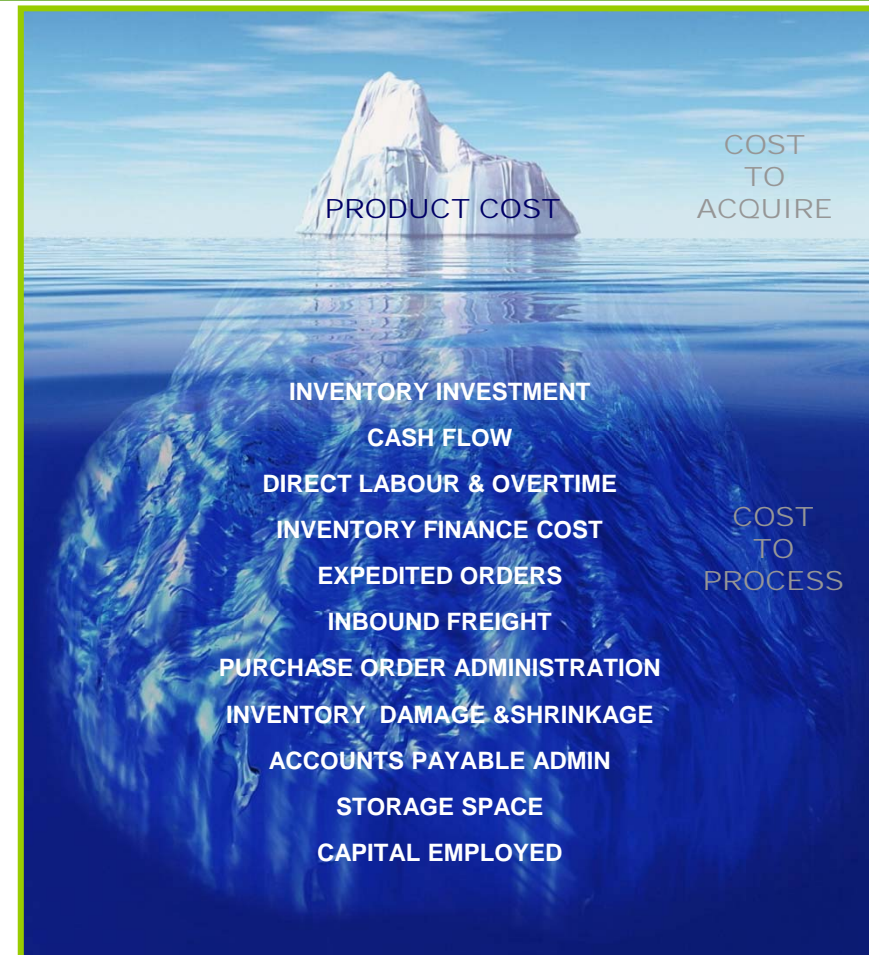 COST
TO
ACQUIRE
PRODUCT COST
INVENTORY INVESTMENT
CASH FLOW
DIRECT LABOUR & OVERTIME
INVENTORY FINANCE COST
EXPEDITED ORDERS
INBOUND FREIGHT
PURCHASE ORDER ADMINISTRATION
INVENTORY  DAMAGE &SHRINKAGE
ACCOUNTS PAYABLE ADMIN
STORAGE SPACE
CAPITAL EMPLOYED
COST
TO
PROCESS